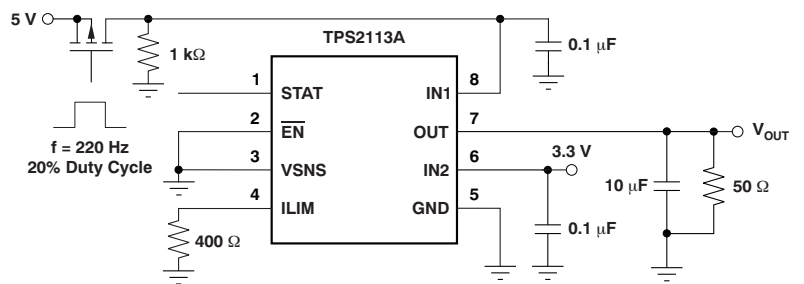 5 V
TPS2113A
1 kΩ
0.1 µF
1 STAT IN1 8
2 EN OUT 7
VOUT
f = 220 Hz
20% Duty Cycle
3 VSNS IN2 6
3.3 V
10 µF
50 Ω
4 ILIM GND 5
0.1 µF
400 Ω